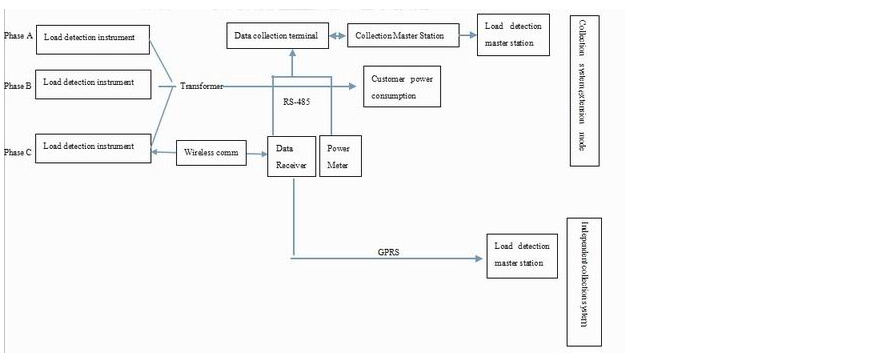 Phase A
Load detection instrument
Data collection terminal
Collection Master Station
Load detection
master station
Collection system extension mode
Phase B
Load detection instrument
Transformer
Customer power
consumption
RS-485
Phase C
Load detection instrument
Wireless comm
Data
Receiver
Power
Meter
GPRS
Load detection
master station
Independent collection system